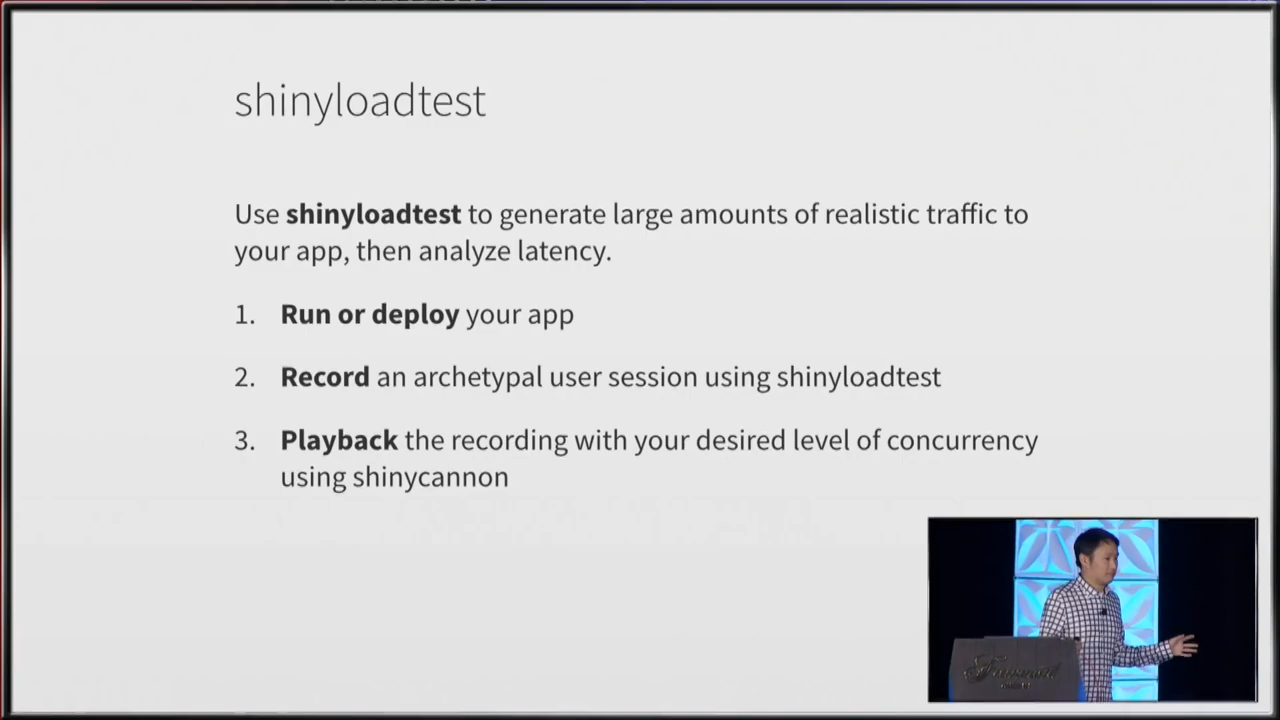 shinyloadtest
Use shinyloadtest to generate large amounts of realistic traffic to
your app, then analyze latency.
1. Run or deploy your app
2. Record an archetypal user session using shinyloadtest
3. Playback the recording with your desired level of concurrency
using shinycannon